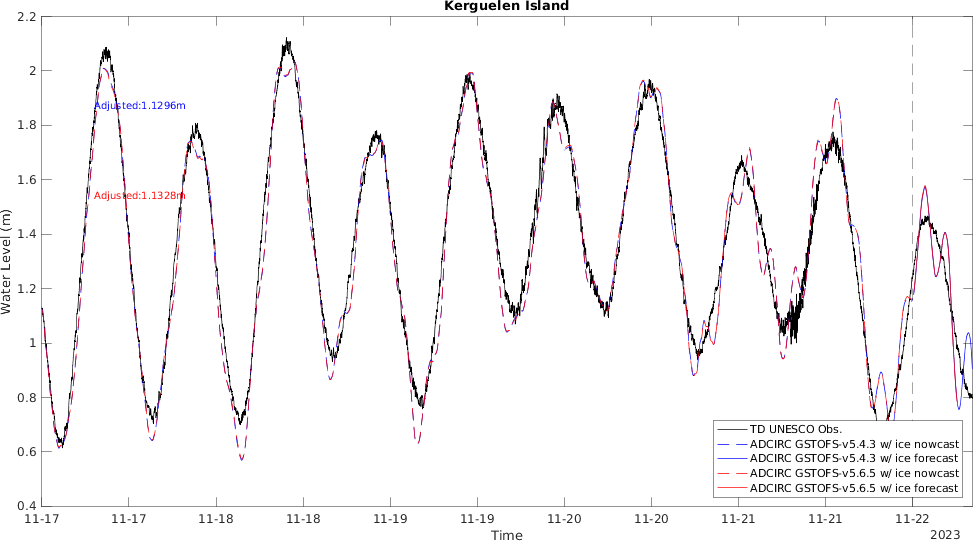 Kerguelen Island
2.2
2
1.8
1.6
1.4
1.2
1
0.8
0.6
0.4
Water Level (m)
Adjusted:1.1296m
Adjusted:1.1328m
TD UNESCO Obs.
ADCIRC GSTOFS-v5.4.3 w/ ice nowcast
ADCIRC GSTOFS-v5.4.3 w/ ice forecast
ADCIRC GSTOFS-v5.6.5 w/ ice nowcast
ADCIRC GSTOFS-v5.6.5 w/ ice forecast
11-17 11-17 11-18 11-18 11-19 11-19 11-20 11-20 11-21 11-21 11-22
Time
2023